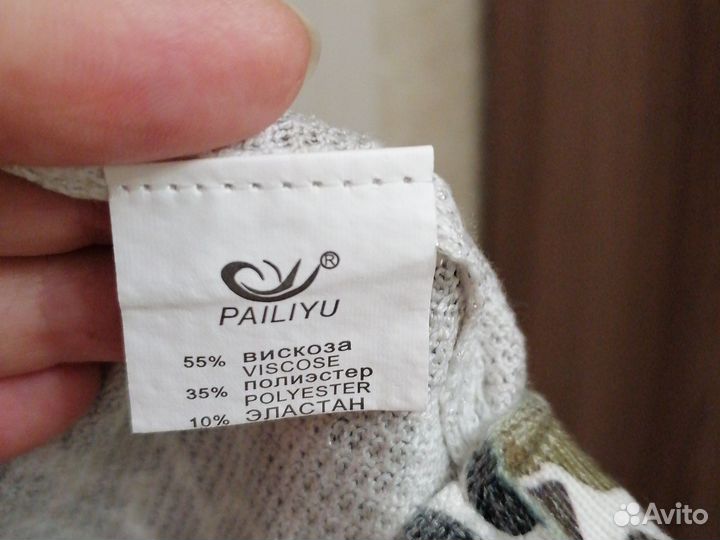 ®
PAILIYU
55% вискоза
VISCOSE
35% полиэстер
POLYESTER
10% ЭЛАСТАН
Avito